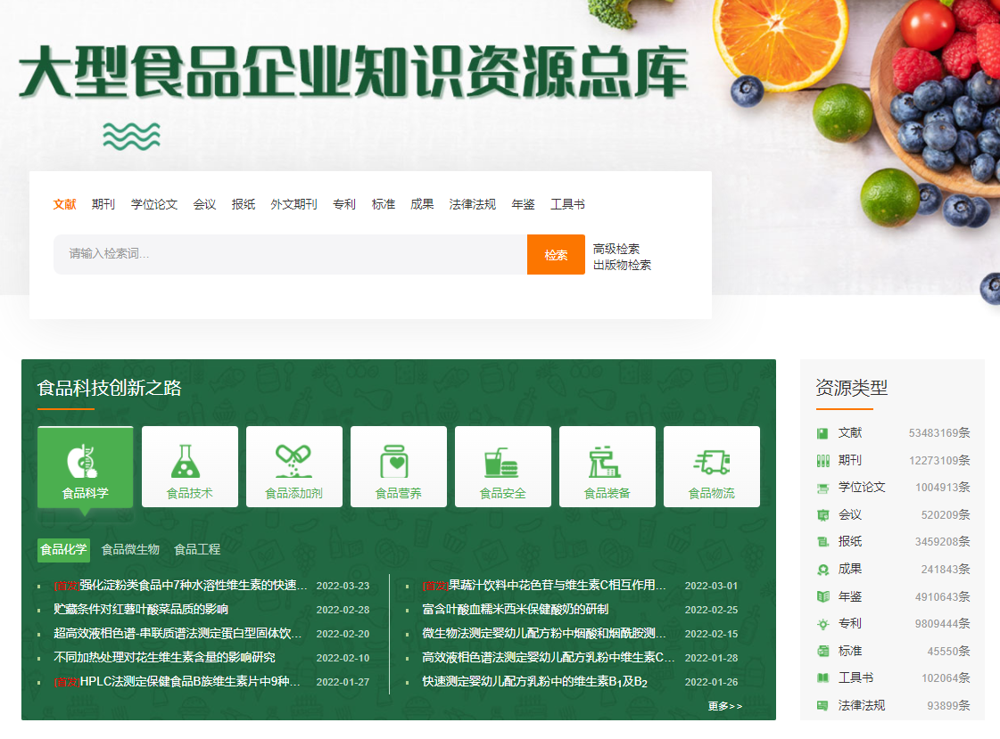 大型食品企业知识资源总库
文献 期刊 学位论文 会议 报纸 外文期刊 专利 标准 成果 法律法规 年鉴 工具书
请输入检索词...
检索
高级检索
出版物检索
食品科技创新之路
食品科学 食品技术 食品添加剂 食品营养 食品安全 食品装备 食品物流
食品化学 食品微生物 食品工程
[首发]强化淀粉类食品中7种水溶性维生素的快速... 2022-03-23
贮藏条件对红薯叶酸菜品质的影响 2022-02-28
超高效液相色谱-串联质谱法测定蛋白型固体饮... 2022-02-20
不同加热处理对花生维生素含量的影响研究 2022-02-10
[首发]HPLC法测定保健食品B族维生素片中9种... 2022-01-27
[首发]果蔬汁饮料中花色苷与维生素C相互作用... 2022-03-01
富含叶酸血糯米西米保健酸奶的研制 2022-02-25
微生物法测定婴幼儿配方粉中烟酸和烟酰胺测... 2022-02-15
高效液相色谱法测定婴幼儿配方乳粉中维生素C... 2022-01-28
快速测定婴幼儿配方乳粉中的维生素B₁及B₂ 2022-01-26
更多>>
资源类型
文献 53483169条
期刊 12273109条
学位论文 1004913条
会议 520209条
报纸 3459208条
成果 241843条
年鉴 4910643条
专利 9809444条
标准 45550条
工具书 102064条
法律法规 93899条